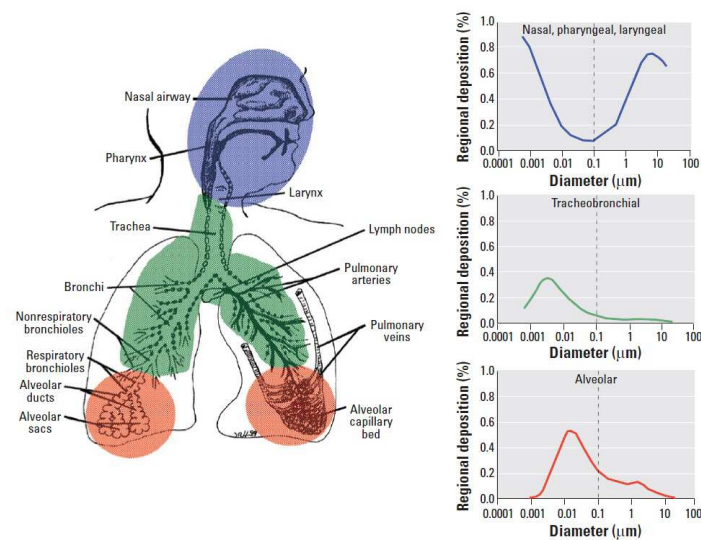 Nasal airway
Pharynx
Larynx
Trachea
Lymph nodes
Bronchi
Pulmonary
arteries
Nonrespiratory
bronchioles
Pulmonary
veins
Respiratory
bronchioles
Alveolar
ducts
Alveolar
sacs
Alveolar
capillary
bed
Regional deposition (%)
Nasal, pharyngeal, laryngeal
1.0
0.8
0.6
0.4
0.2
0.0
0.0001 0.001 0.01 0.1 1 10 100
Diameter (μm)
Regional deposition (%)
Tracheobronchial
1.0
0.8
0.6
0.4
0.2
0.0
0.0001 0.001 0.01 0.1 1 10 100
Diameter (μm)
Regional deposition (%)
Alveolar
1.0
0.8
0.6
0.4
0.2
0.0
0.0001 0.001 0.01 0.1 1 10 100
Diameter (μm)